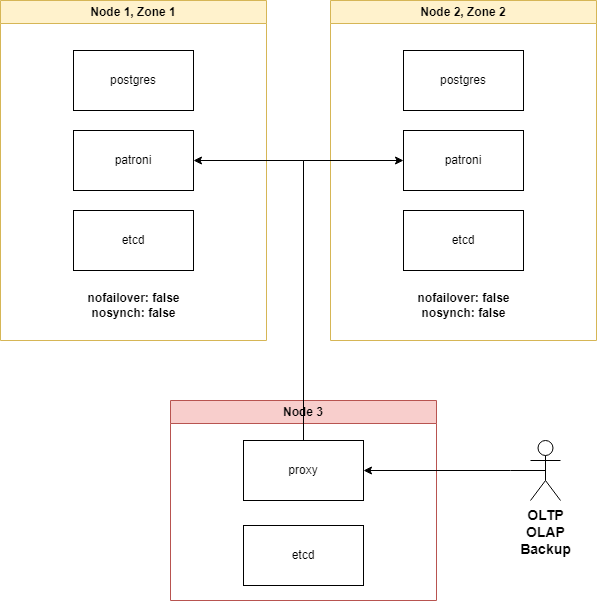 Node 1, Zone 1
postgres
patroni
etcd
nofailover: false
nosynch: false
Node 2, Zone 2
postgres
patroni
etcd
nofailover: false
nosynch: false
Node 3
proxy
etcd
OLTP
OLAP
Backup